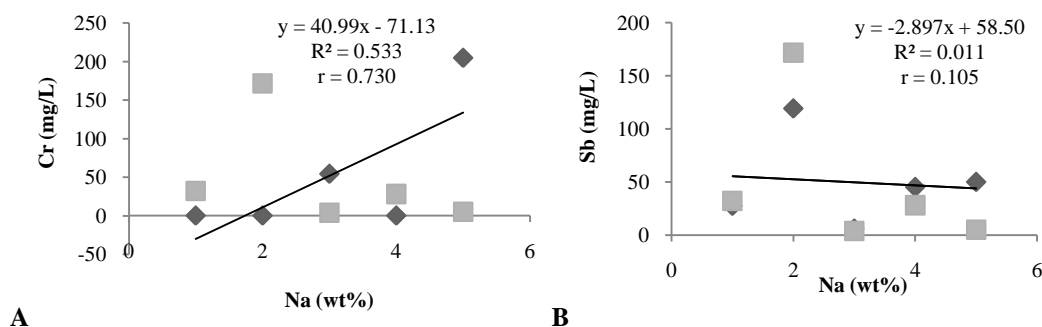 y = 40.99x - 71.13
R² = 0.533
r = 0.730
250
200
150
100
50
0
-50
0
2
4
6
Cr (mg/L)
Na (wt%)
A
y = -2.897x + 58.50
R² = 0.011
r = 0.105
200
150
100
50
0
0
2
4
6
Sb (mg/L)
Na (wt%)
B